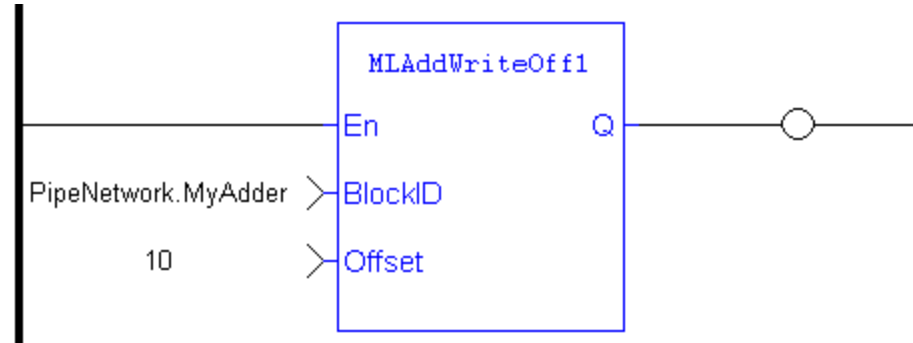 MLAddWriteOff1
En Q
PipeNetwork.MyAdder BlockID
10 Offset